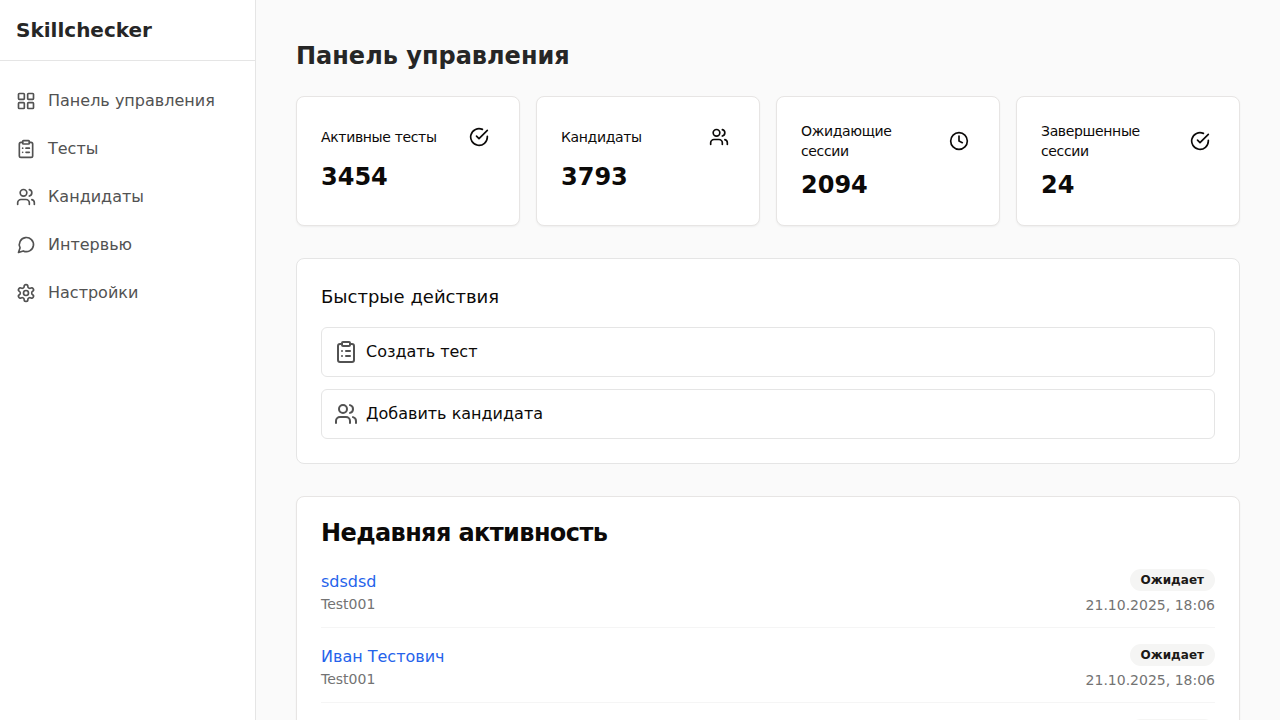 Skillchecker
Панель управления
Тесты
Кандидаты
Интервью
Настройки
Панель управления
Активные тесты
3454
Кандидаты
3793
Ожидающие
сессии
2094
Завершенные
сессии
24
Быстрые действия
Создать тест
Добавить кандидата
Недавняя активность
sdsdsd
Ожидает
Test001
21.10.2025, 18:06
Иван Тестович
Ожидает
Test001
21.10.2025, 18:06